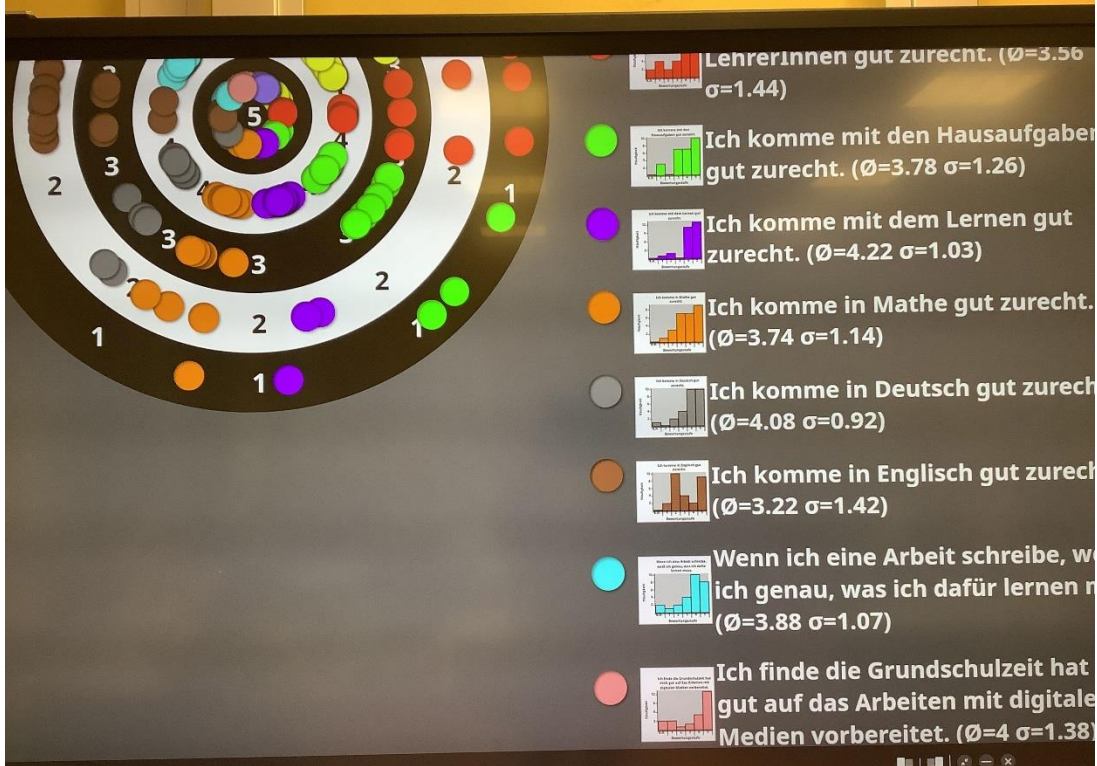 LehrerInnen gut zurecht. (Ø=3.56
σ=1.44)
Ich komme mit den Hausaufgaben
gut zurecht. (Ø=3.78 σ=1.26)
Ich komme mit dem Lernen gut
zurecht. (Ø=4.22 σ=1.03)
Ich komme in Mathe gut zurecht.
(Ø=3.74 σ=1.14)
Ich komme in Deutsch gut zurech
(Ø=4.08 σ=0.92)
Ich komme in Englisch gut zurech
(Ø=3.22 σ=1.42)
Wenn ich eine Arbeit schreibe, we
ich genau, was ich dafür lernen m
(Ø=3.88 σ=1.07)
Ich finde die Grundschulzeit hat
gut auf das Arbeiten mit digitale
Medien vorbereitet. (Ø=4 σ=1.38)
5
4
3
2
2
1
3
3
2
2
1
2
1
1